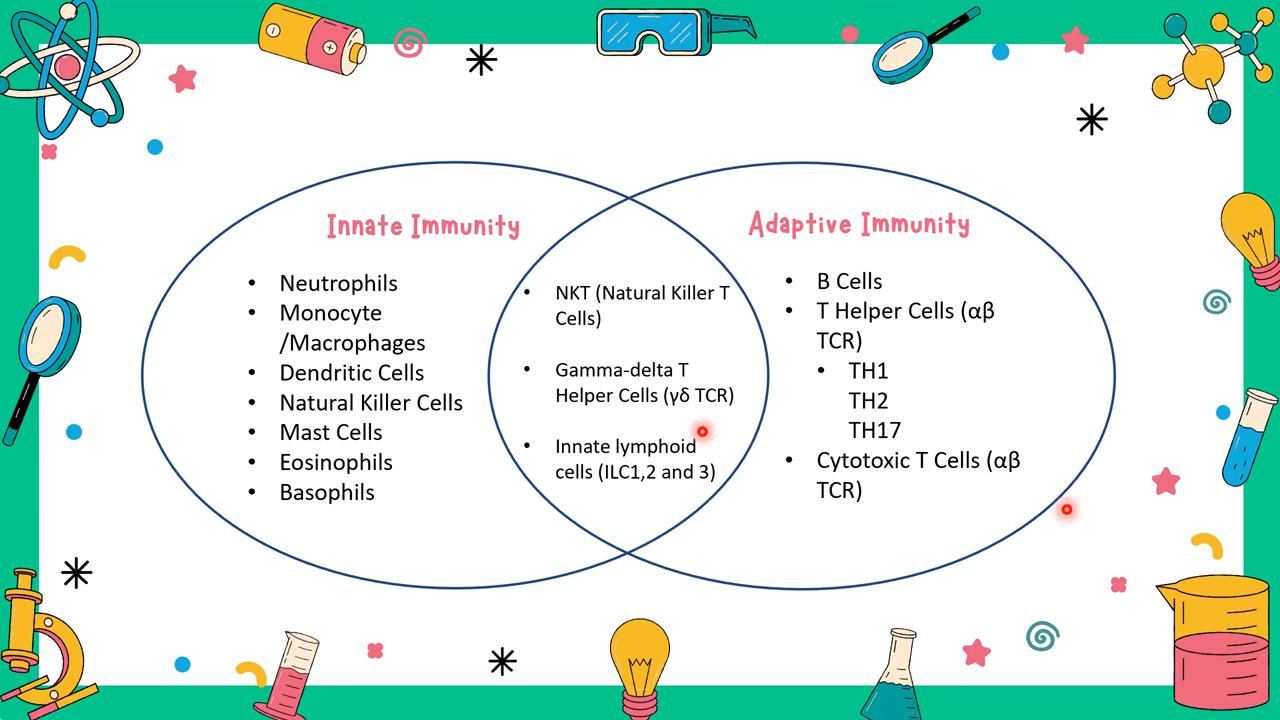 Innate Immunity
• Neutrophils
• Monocyte
/Macrophages
• Dendritic Cells
• Natural Killer Cells
• Mast Cells
• Eosinophils
• Basophils
• NKT (Natural Killer T
Cells)
• Gamma-delta T
Helper Cells (γδ TCR)
• Innate lymphoid
cells (ILC1,2 and 3)
Adaptive Immunity
• B Cells
• T Helper Cells (αβ
TCR)
• TH1
TH2
TH17
• Cytotoxic T Cells (αβ
TCR)